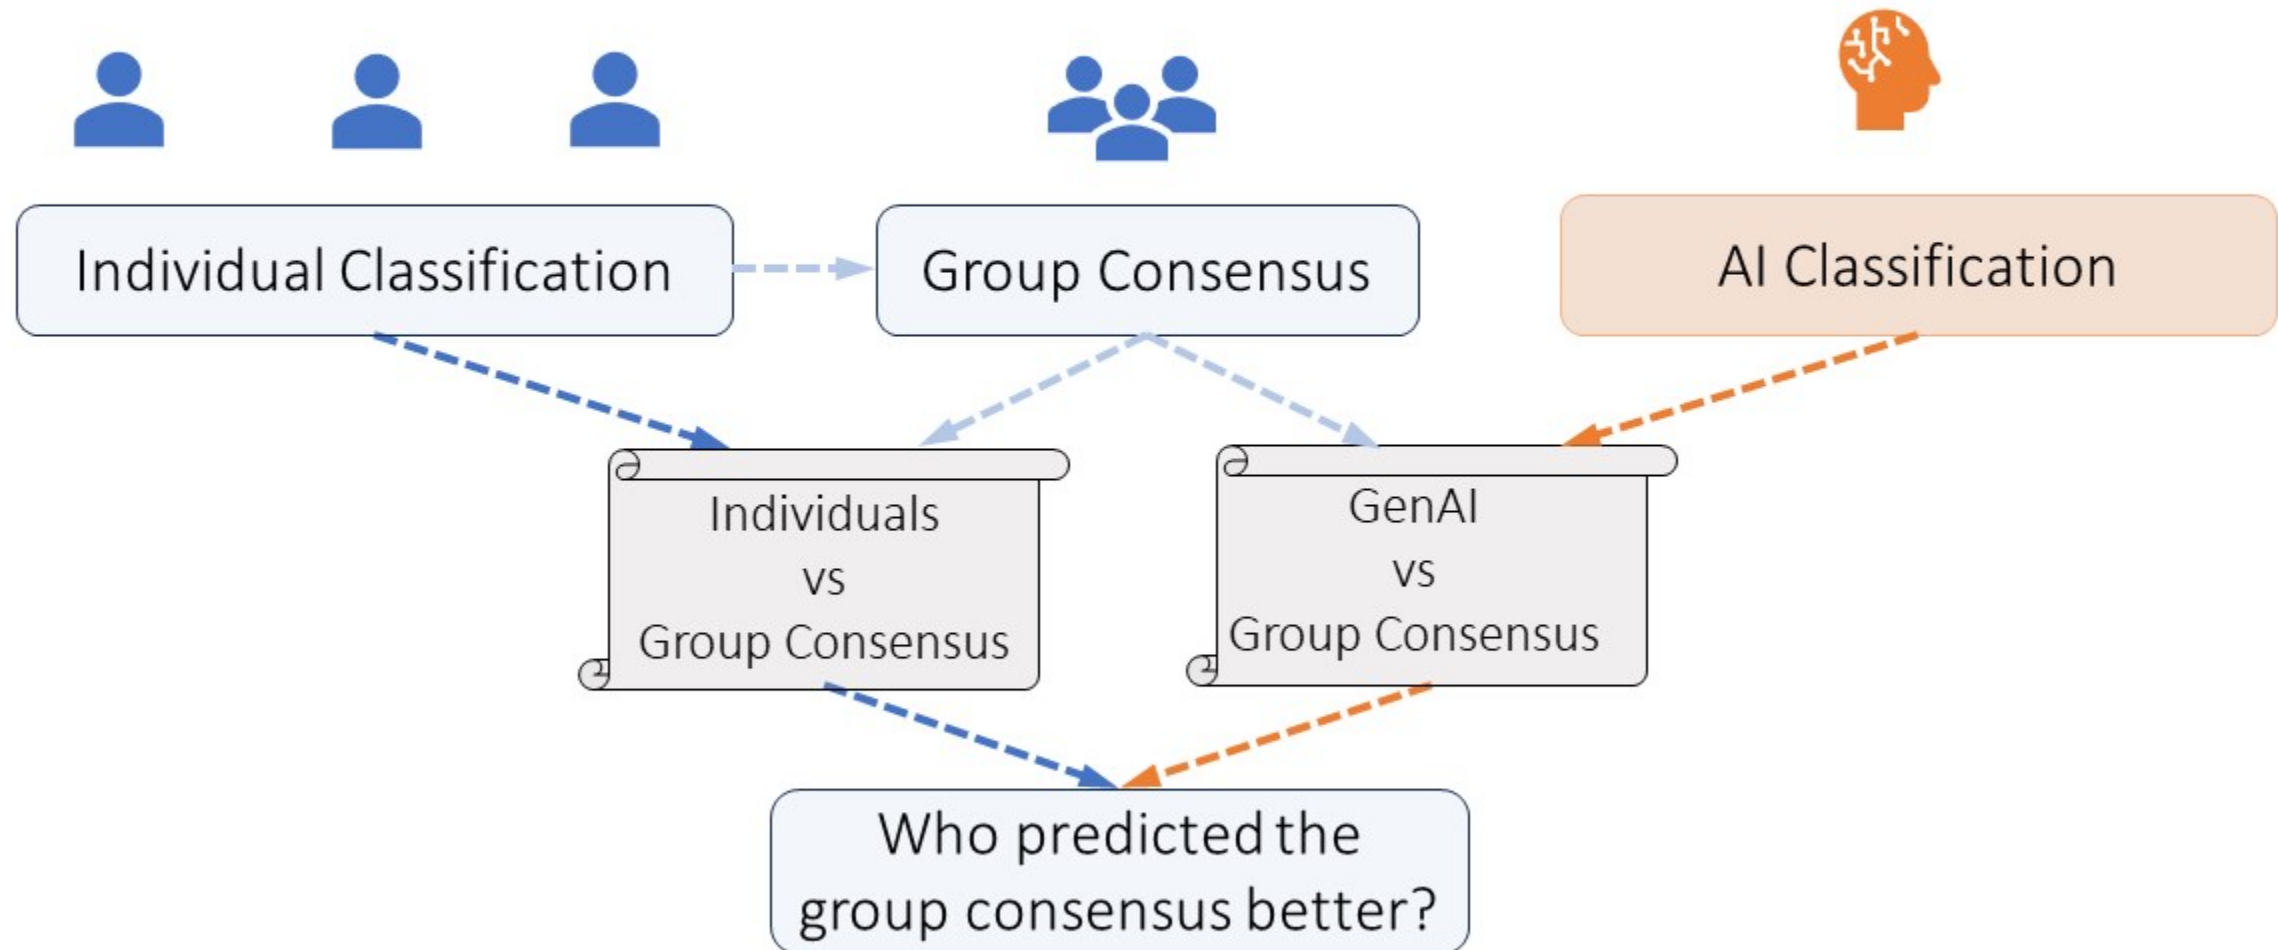 Individual Classification
Group Consensus
AI Classification
Individuals
vs
Group Consensus
GenAI
vs
Group Consensus
Who predicted the
group consensus better?